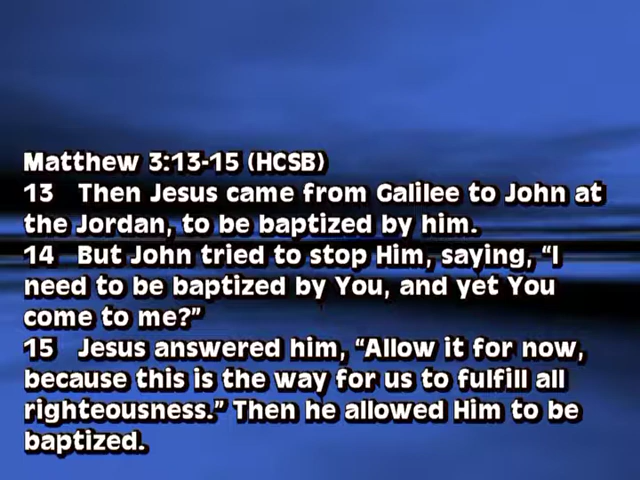 Matthew 3:13-15 (HCSB)
13 Then Jesus came from Galilee to John at
the Jordan, to be baptized by him.
14 But John tried to stop Him, saying, “I
need to be baptized by You, and yet You
come to me?”
15 Jesus answered him, “Allow it for now,
because this is the way for us to fulfill all
righteousness.” Then he allowed Him to be
baptized.